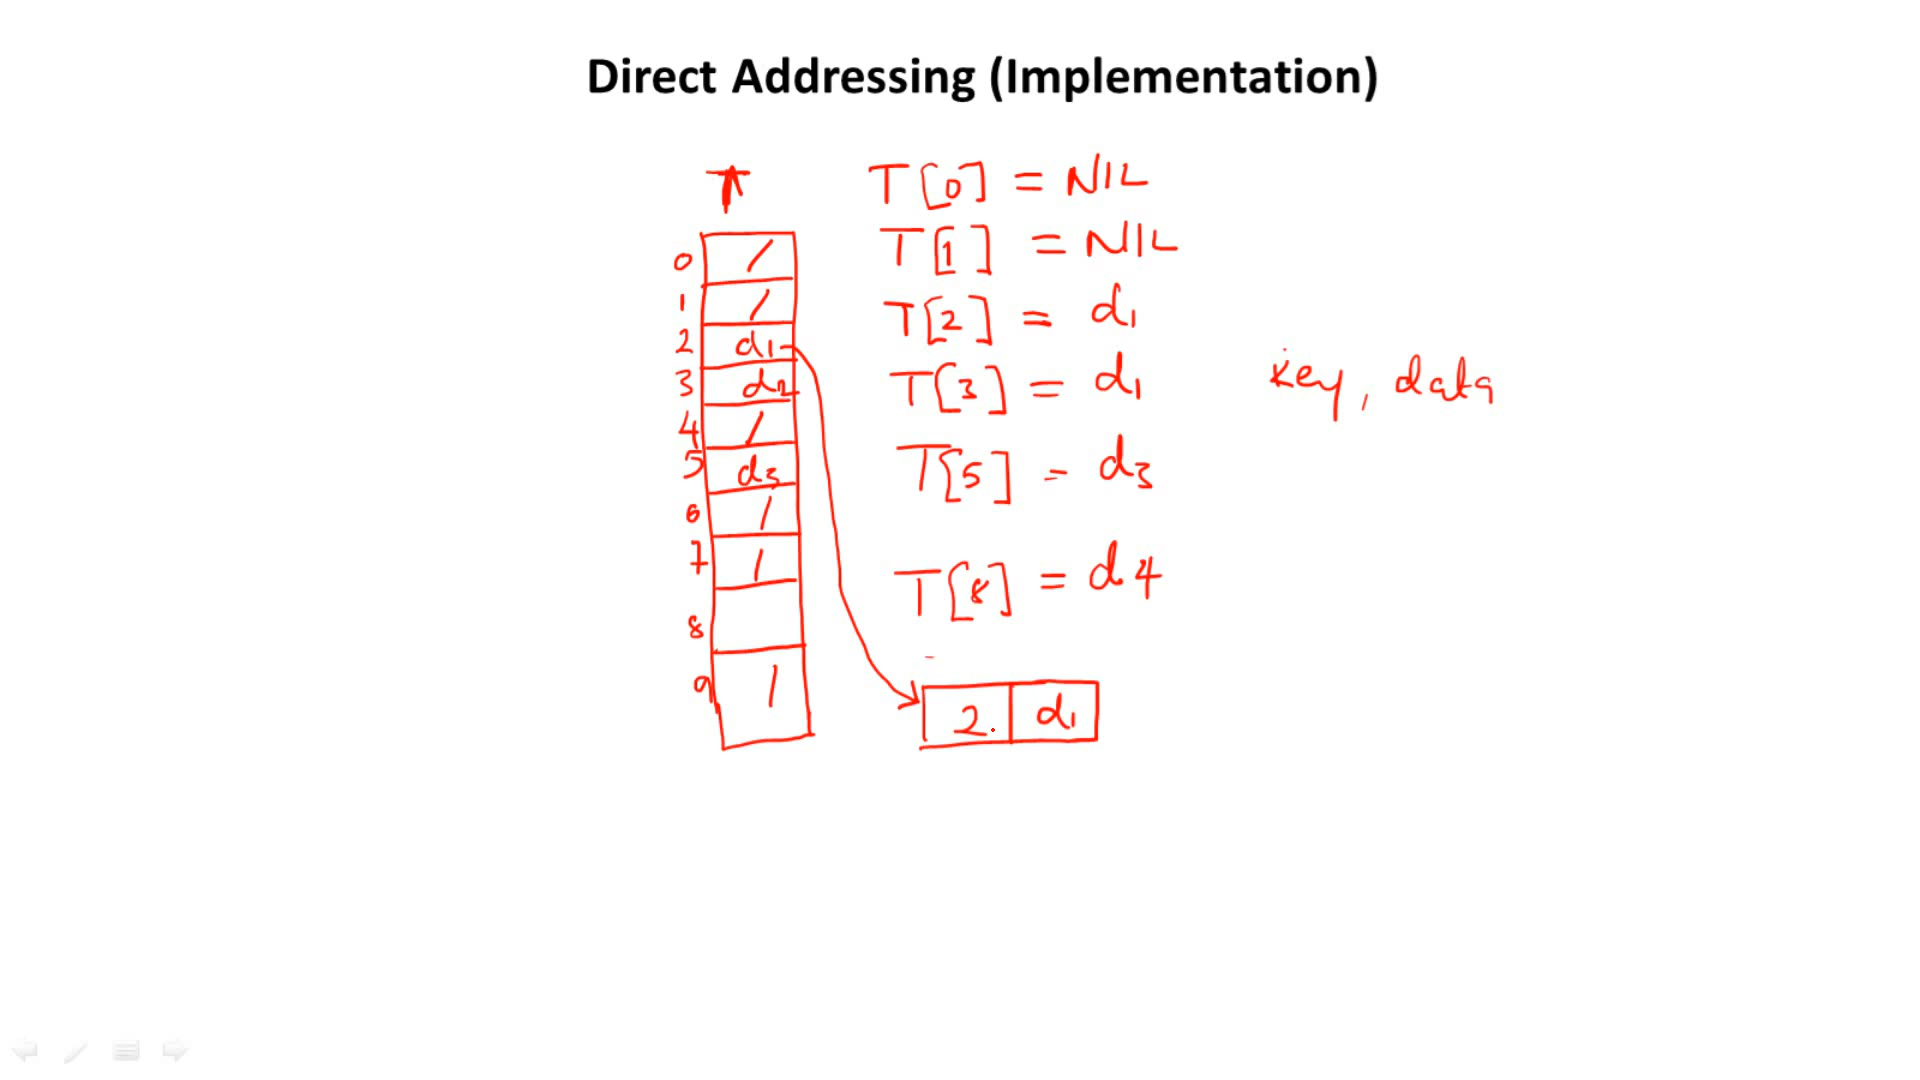 Direct Addressing (Implementation)
T
T[0] = NIL
T[1] = NIL
T[2] = d1
T[3] = d1
T[5] = d3
T[8] = d4
key, data
0 /
1 /
2 d1
3 d2
4 /
5 d3
6 /
7 /
8
9 /
2. d1